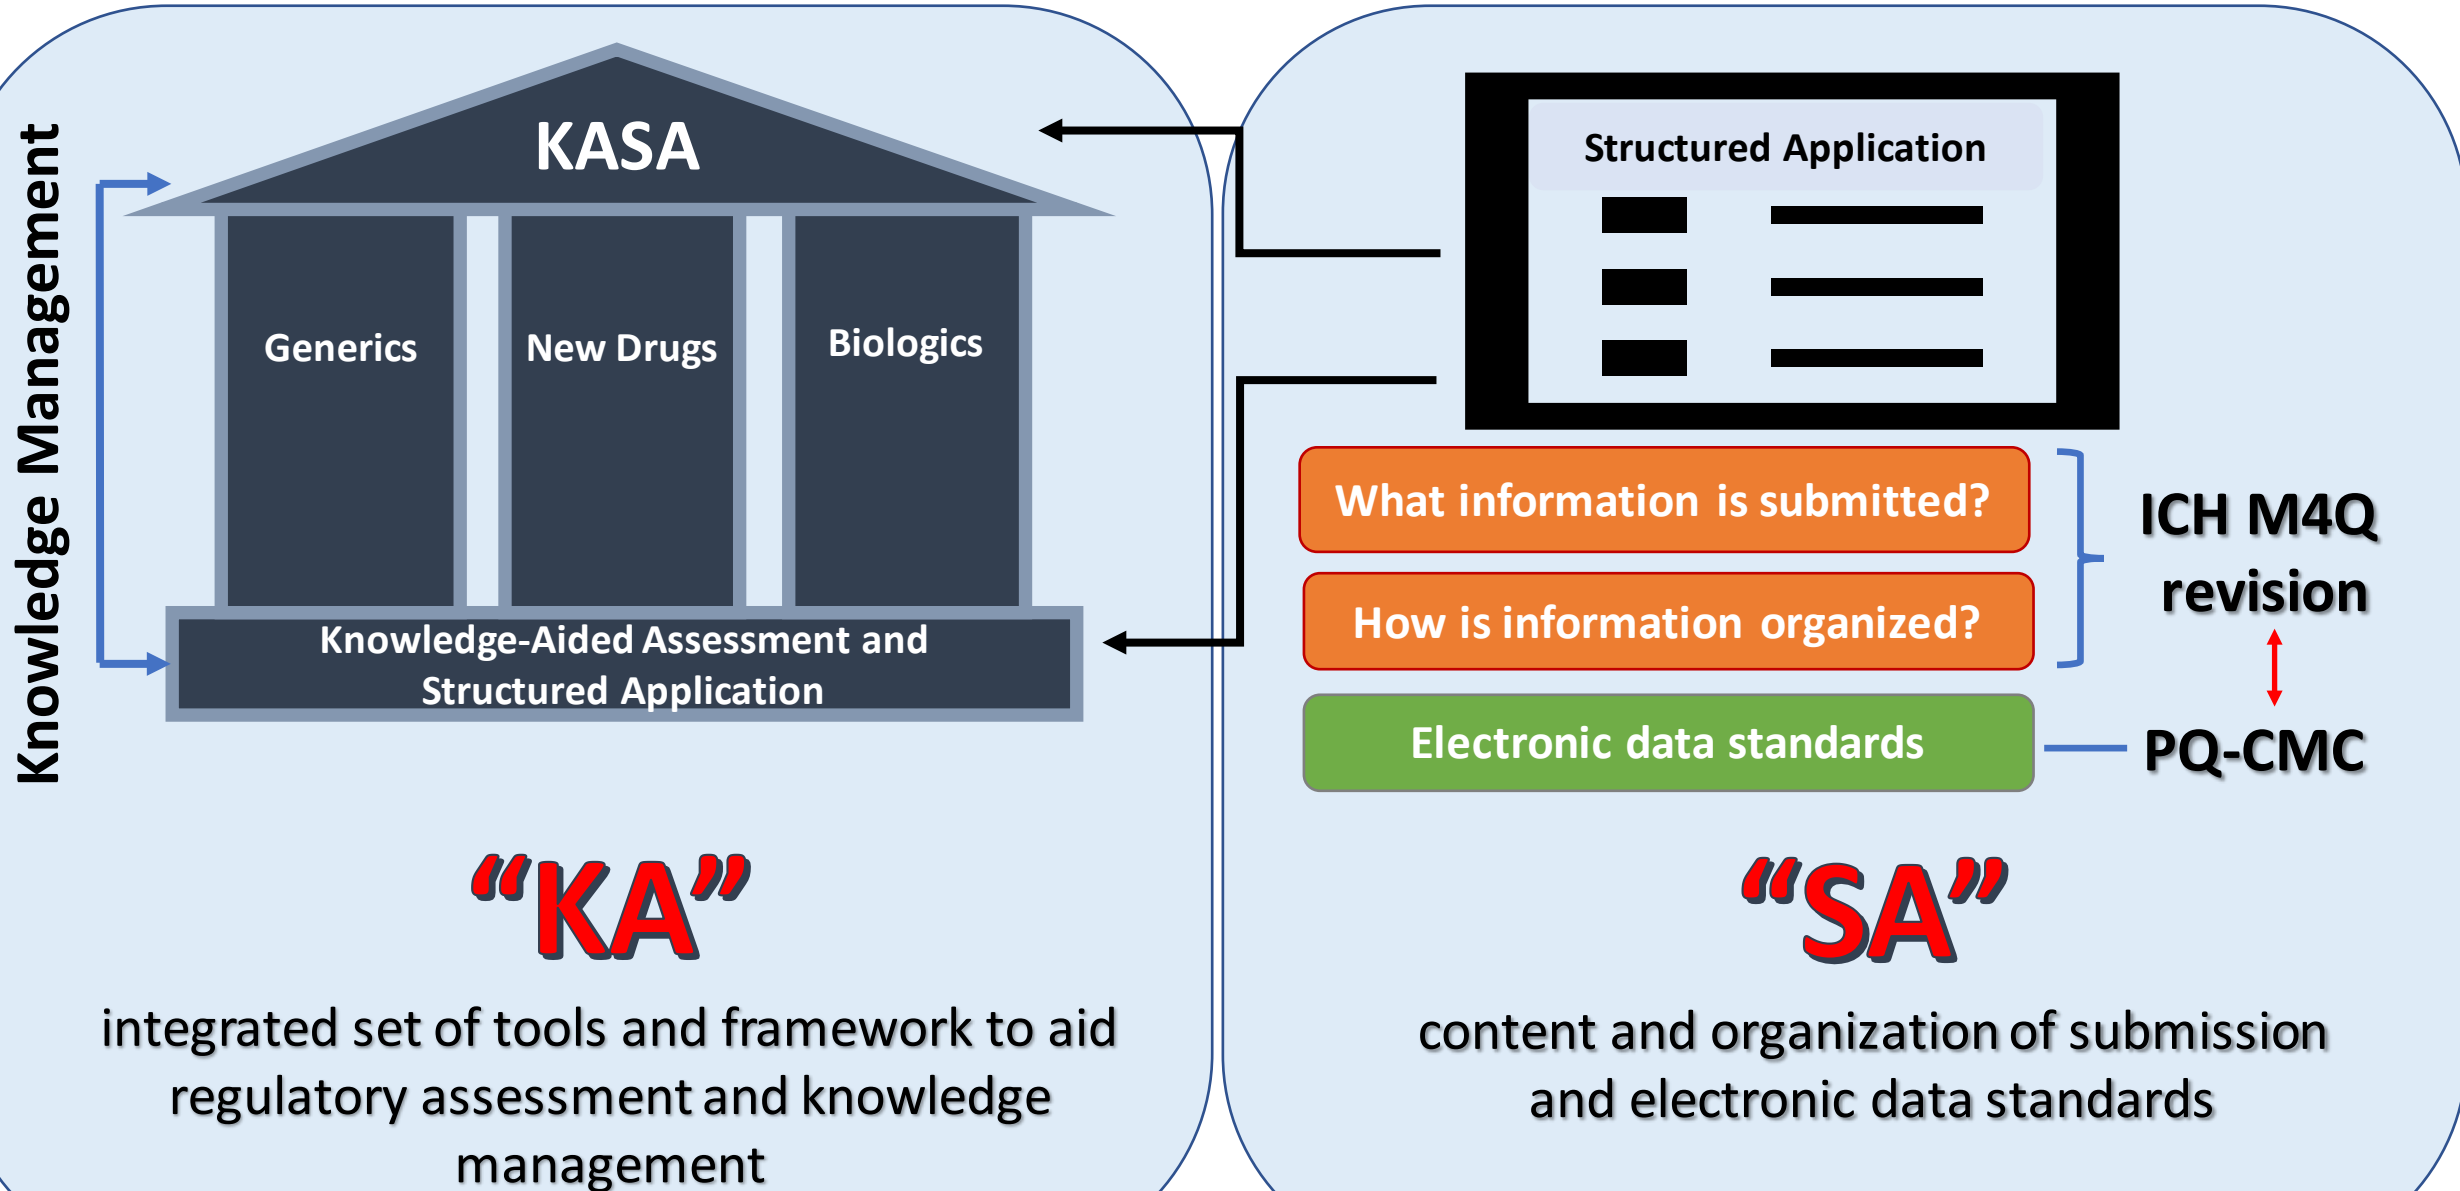 Knowledge Management
KASA
Generics
New Drugs
Biologics
Knowledge-Aided Assessment and
Structured Application
“KA”
integrated set of tools and framework to aid
regulatory assessment and knowledge
management
Structured Application
What information is submitted?
How is information organized?
Electronic data standards
ICH M4Q
revision
PQ-CMC
“SA”
content and organization of submission
and electronic data standards